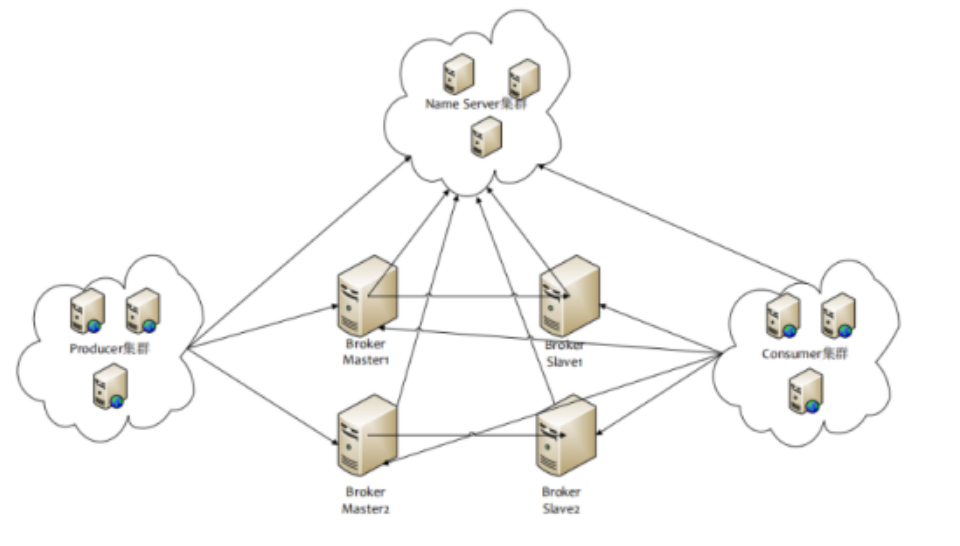 Name Server集群
Producer集群
Broker
Master1
Broker
Slave1
Consumer集群
Broker
Master2
Broker
Slave2